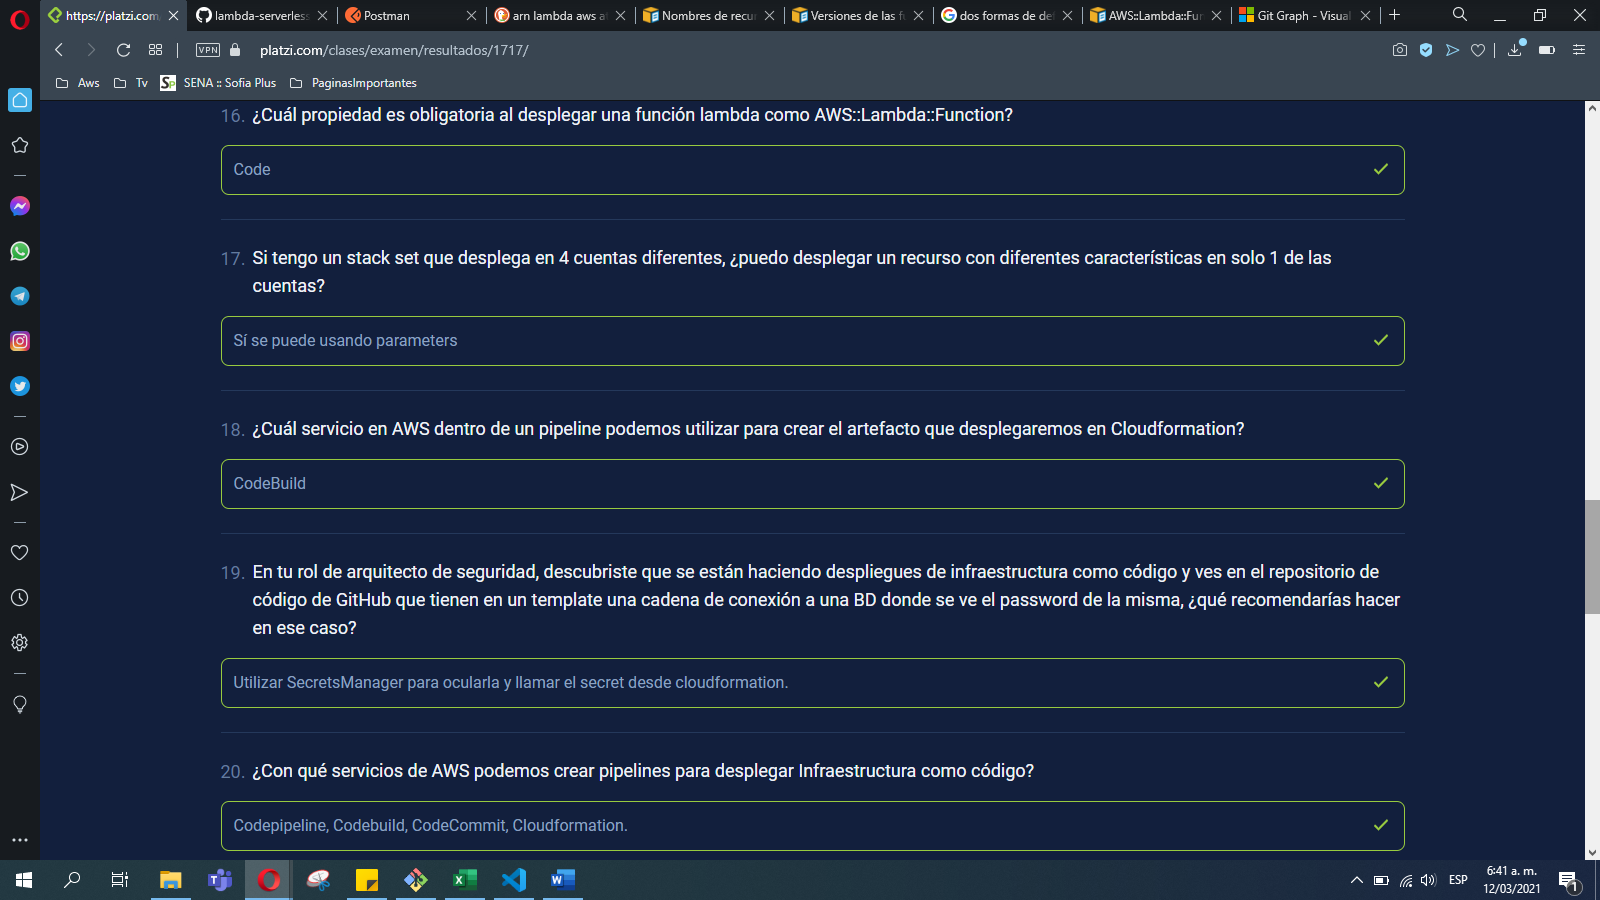 https://platzi.com
lambda-serverless
Postman
arn lambda aws a
Nombres de recur
Versiones de las fu
dos formas de de
AWS::Lambda::Fun
Git Graph - Visual
VPN
platzi.com/clases/examen/resultados/1717/
Aws
Tv
Sp
SENA :: Sofia Plus
PaginasImportantes
16. ¿Cuál propiedad es obligatoria al desplegar una función lambda como AWS::Lambda::Function?
Code
17. Si tengo un stack set que desplega en 4 cuentas diferentes, ¿puedo desplegar un recurso con diferentes características en solo 1 de las
cuentas?
Sí se puede usando parameters
18. ¿Cuál servicio en AWS dentro de un pipeline podemos utilizar para crear el artefacto que desplegaremos en Cloudformation?
CodeBuild
19. En tu rol de arquitecto de seguridad, descubriste que se están haciendo despliegues de infraestructura como código y ves en el repositorio de
código de GitHub que tienen en un template una cadena de conexión a una BD donde se ve el password de la misma, ¿qué recomendarías hacer
en ese caso?
Utilizar SecretsManager para ocularla y llamar el secret desde cloudformation.
20. ¿Con qué servicios de AWS podemos crear pipelines para desplegar Infraestructura como código?
Codepipeline, Codebuild, CodeCommit, Cloudformation.
ESP
6:41 a. m.
12/03/2021
1